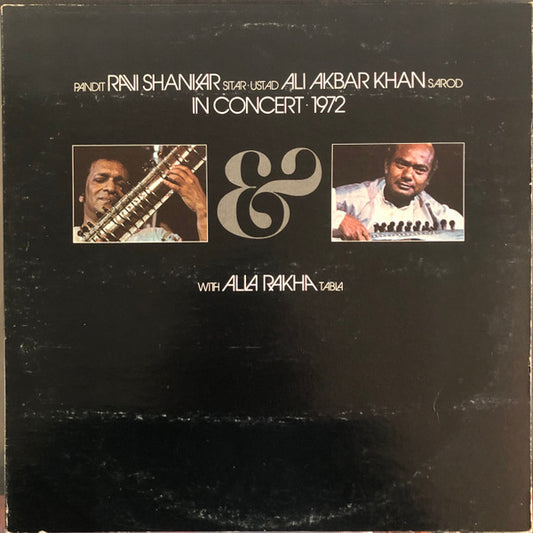 PANDIT RAVI SHANKAR SITAR · USTAD ALI AKBAR KHAN SAROD
IN CONCERT · 1972
&
WITH ALLA RAKHA TABLA